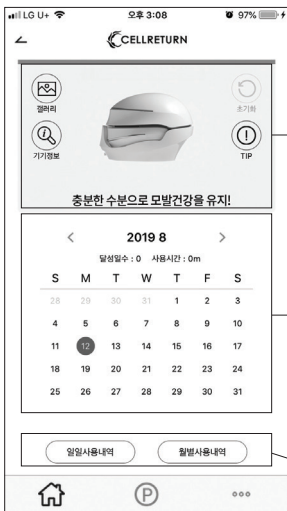 LG U+ 오후 3:08 97%
CELLRETURN
갤러리
초기화
기기정보
TIP
충분한 수분으로 모발건강을 유지!
< 2019 8 >
달성일수 : 0 사용시간 : 0m
S M T W T F S
28 29 30 31 1 2 3
4 5 6 7 8 9 10
11 12 13 14 15 16 17
18 19 20 21 22 23 24
25 26 27 28 29 30 31
일일사용내역 월별사용내역
P